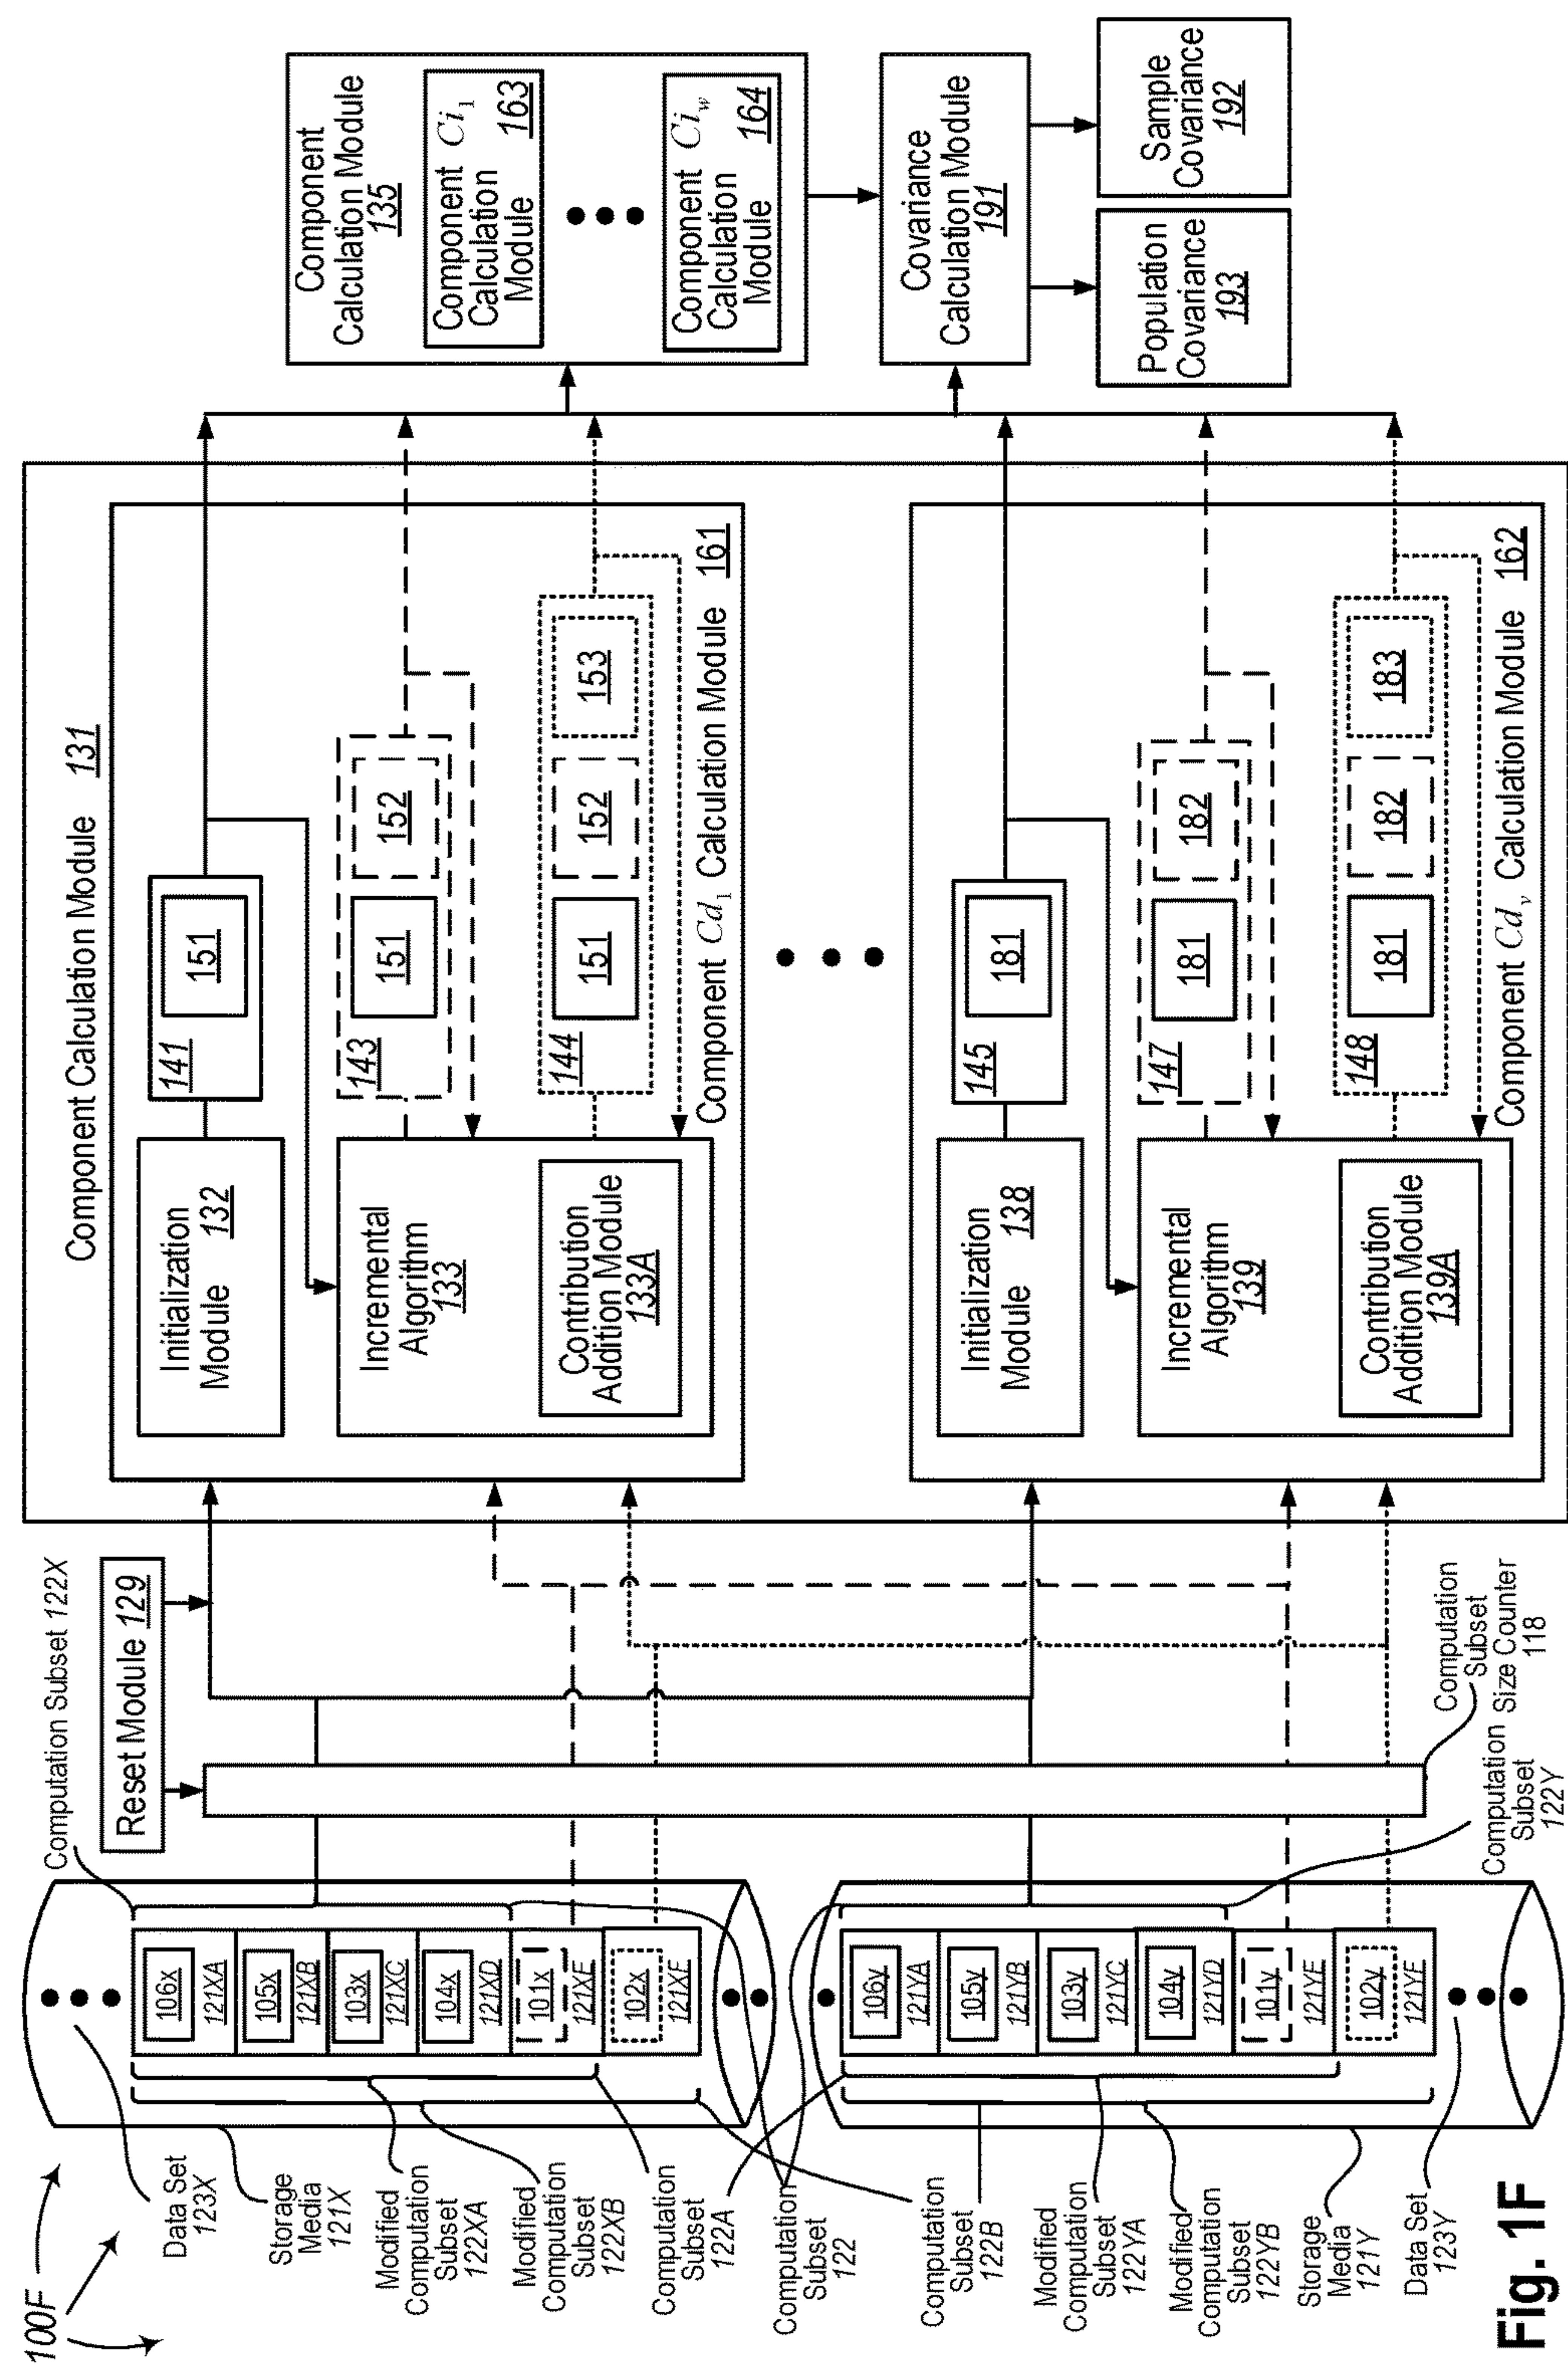 100F
Data Set
123X
Storage
Media
121X
Modified
Computation
Subset
122XA
Modified
Computation
Subset
122XB
Computation
Subset
122A
Computation
Subset
122
Computation
Subset
122B
Modified
Computation
Subset
122YA
Modified
Computation
Subset
122YB
Storage
Media
121Y
Data Set
123Y
106x
121XA
105x
121XB
103x
121XC
104x
121XD
101x
121XE
102x
121XF
106y
121YA
105y
121YB
103y
121YC
104y
121YD
101y
121YE
102y
121YF
Computation Subset 122X
Reset Module 129
Computation
Subset
Size Counter
118
Computation
Subset
122Y
Component Calculation Module 131
Initialization
Module 132
141
151
Incremental
Algorithm
133
Contribution
Addition Module
133A
143
151
152
144
151
152
153
Component Cd1 Calculation Module 161
Initialization
Module 138
145
181
Incremental
Algorithm
139
Contribution
Addition Module
139A
147
181
182
148
181
182
183
Component Cdv Calculation Module 162
Component
Calculation Module
135
Component Ci1
Calculation
Module 163
Component Ciw
Calculation
Module 164
Covariance
Calculation Module
191
Population
Covariance
193
Sample
Covariance
192
Fig. 1F